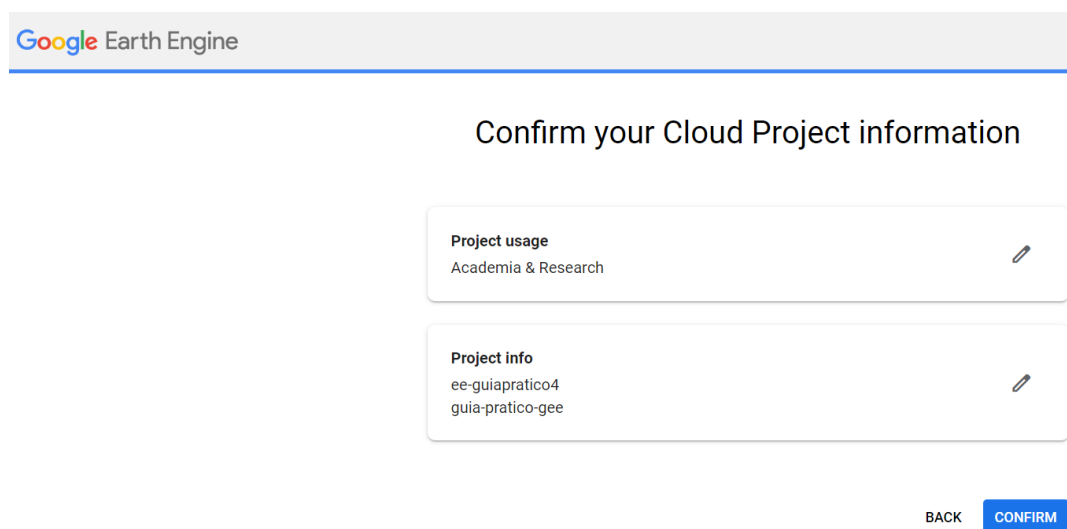 Google Earth Engine
Confirm your Cloud Project information
Project usage
Academia & Research
Project info
ee-guiapratico4
guia-pratico-gee
BACK CONFIRM